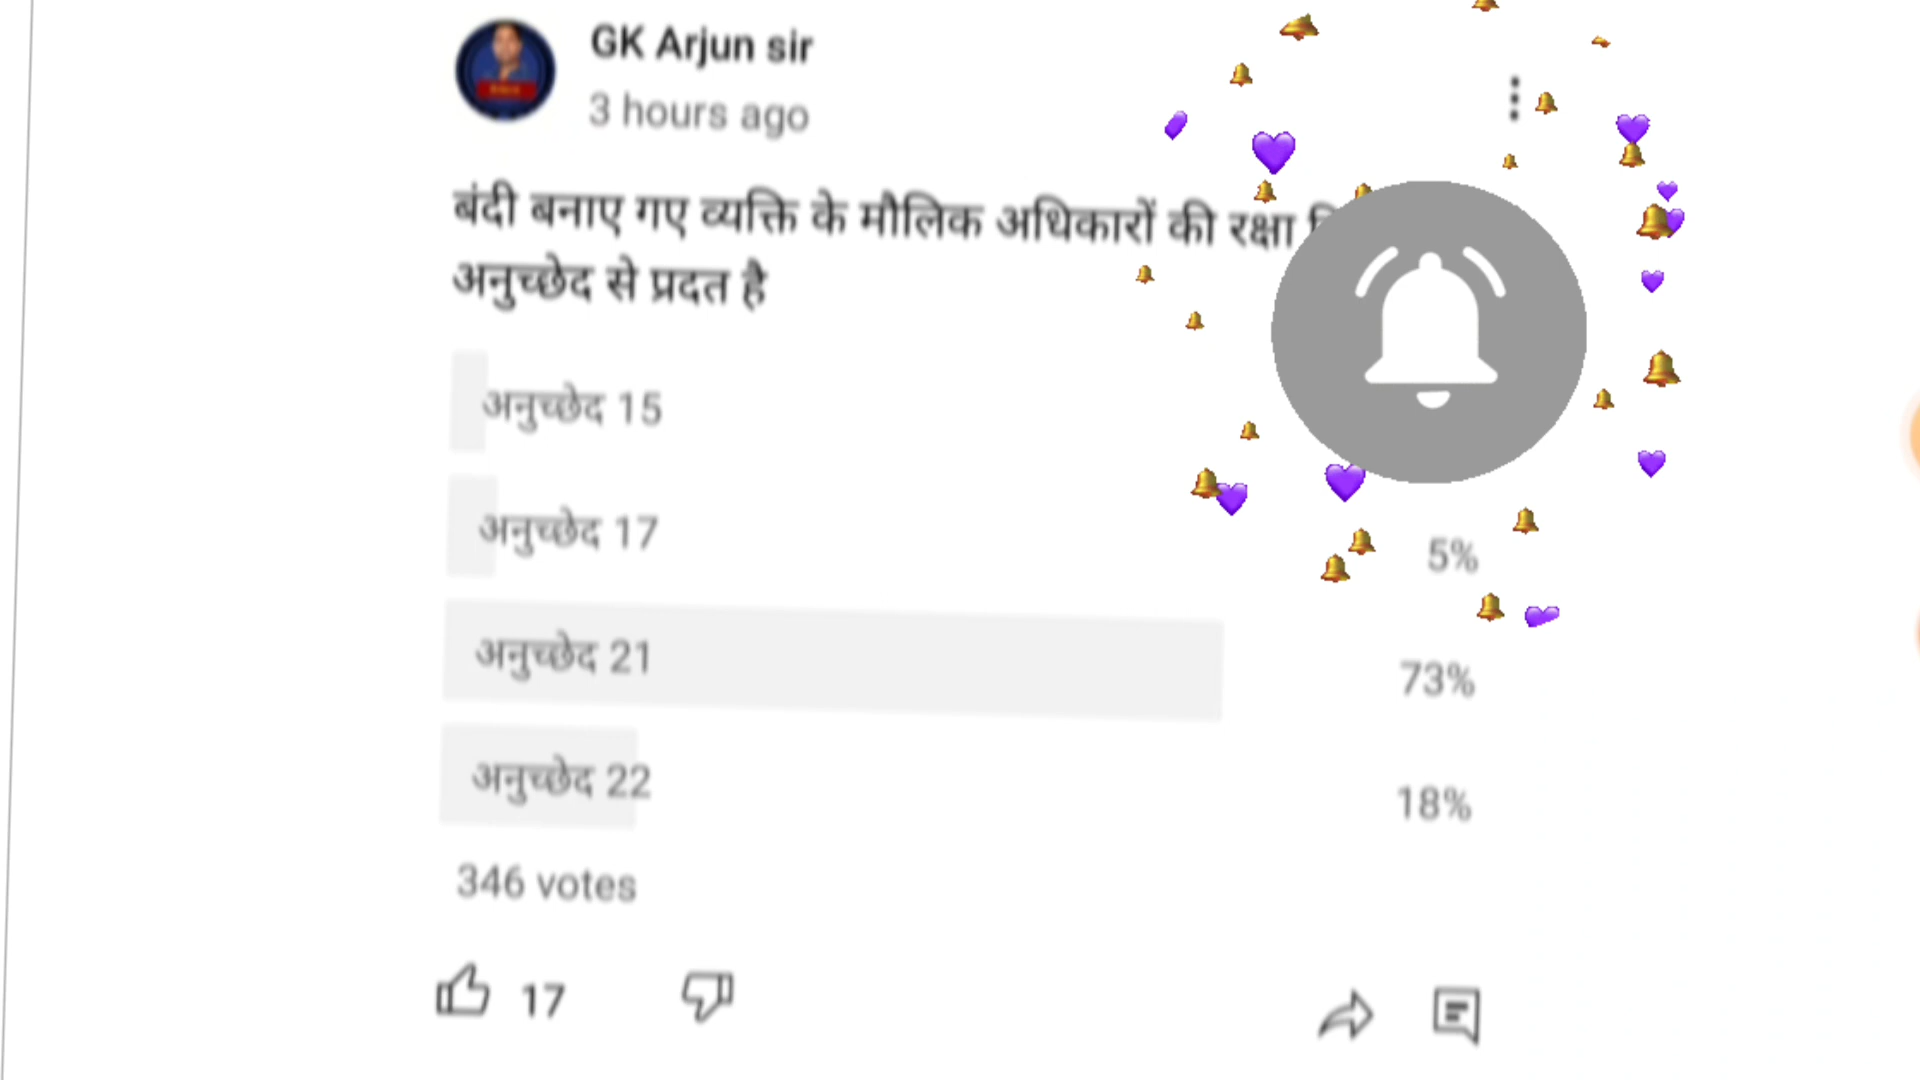 GK Arjun sir
3 hours ago
बंदी बनाए गए व्यक्ति के मौलिक अधिकारों की रक्षा
अनुच्छेद से प्रदत है
अनुच्छेद 15
अनुच्छेद 17
5%
अनुच्छेद 21
73%
अनुच्छेद 22
18%
346 votes
17